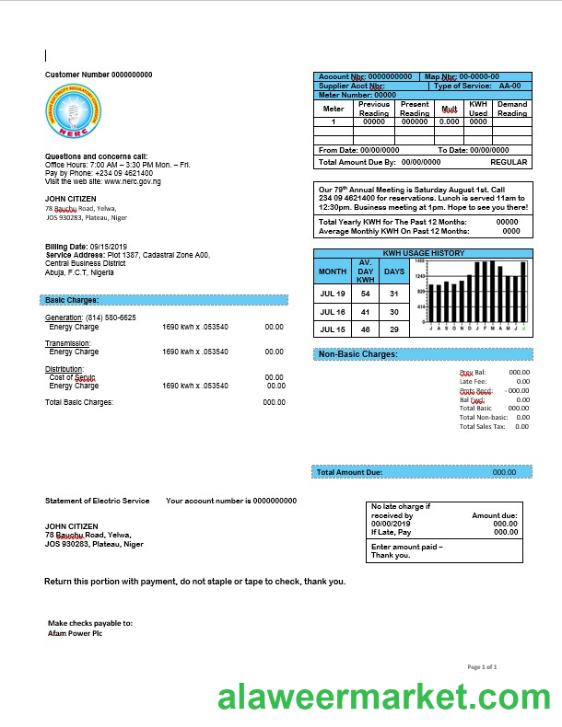 Customer Number 0000000000
NERC
Questions and concerns call:
Office Hours: 7:00 AM – 3:30 PM Mon. – Fri.
Pay by Phone: +234 09 4621400
Visit the web site: www.nerc.gov.ng
JOHN CITIZEN
78 Bauchu Road, Yelwa,
JOS 930283, Plateau, Niger
Billing Date: 09/15/2019
Service Address: Plot 1387, Cadastral Zone A00,
Central Business District
Abuja, F.C.T, Nigeria
Account Nbr: 0000000000 Map Nbr: 00-0000-00
Supplier Acct Nbr: Type of Service: AA-00
Meter Number: 00000
Meter Previous Reading Present Reading Mult KWH Used Demand Reading
1 00000 000000 0.000 0000
From Date: 00/00/0000 To Date: 00/00/0000
Total Amount Due By: 00/00/0000 REGULAR
Our 79th Annual Meeting is Saturday August 1st. Call
234 09 4621400 for reservations. Lunch is served 11am to
12:30pm. Business meeting at 1pm. Hope to see you there!
Total Yearly KWH for The Past 12 Months: 00000
Average Monthly KWH On Past 12 Months: 0000
KWH USAGE HISTORY
MONTH AV. DAY KWH DAYS
JUL 19 54 31
JUL 16 41 30
JUL 15 46 29
J A S O N D J F M A M J J
Basic Charges:
Generation: (814) 580-6625
Energy Charge 1690 kwh x .053540 00.00
Transmission:
Energy Charge 1690 kwh x .053540 00.00
Distribution:
Cost of Servic 00.00
Energy Charge 1690 kwh x .053540 00.00
Total Basic Charges: 000.00
Non-Basic Charges:
Prev Bal: 000.00
Late Fee: 0.00
Pmts Recd: - 000.00
Bal Fwd: 0.00
Total Basic 000.00
Total Non-basic: 0.00
Total Sales Tax: 0.00
Total Amount Due: 000.00
Statement of Electric Service Your account number is 0000000000
JOHN CITIZEN
78 Bauchu Road, Yelwa,
JOS 930283, Plateau, Niger
No late charge if
received by Amount due:
00/00/2019 000.00
If Late, Pay 000.00
Enter amount paid –
Thank you.
Return this portion with payment, do not staple or tape to check, thank you.
Make checks payable to:
Afam Power Plc
Page 1 of 1
alaweermarket.com